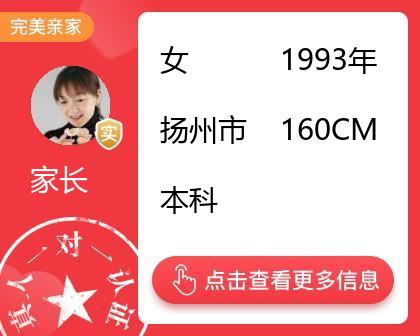 完美亲家
女 1993年
扬州市 160CM
实
家长
本科
真人一对一认证
点击查看更多信息